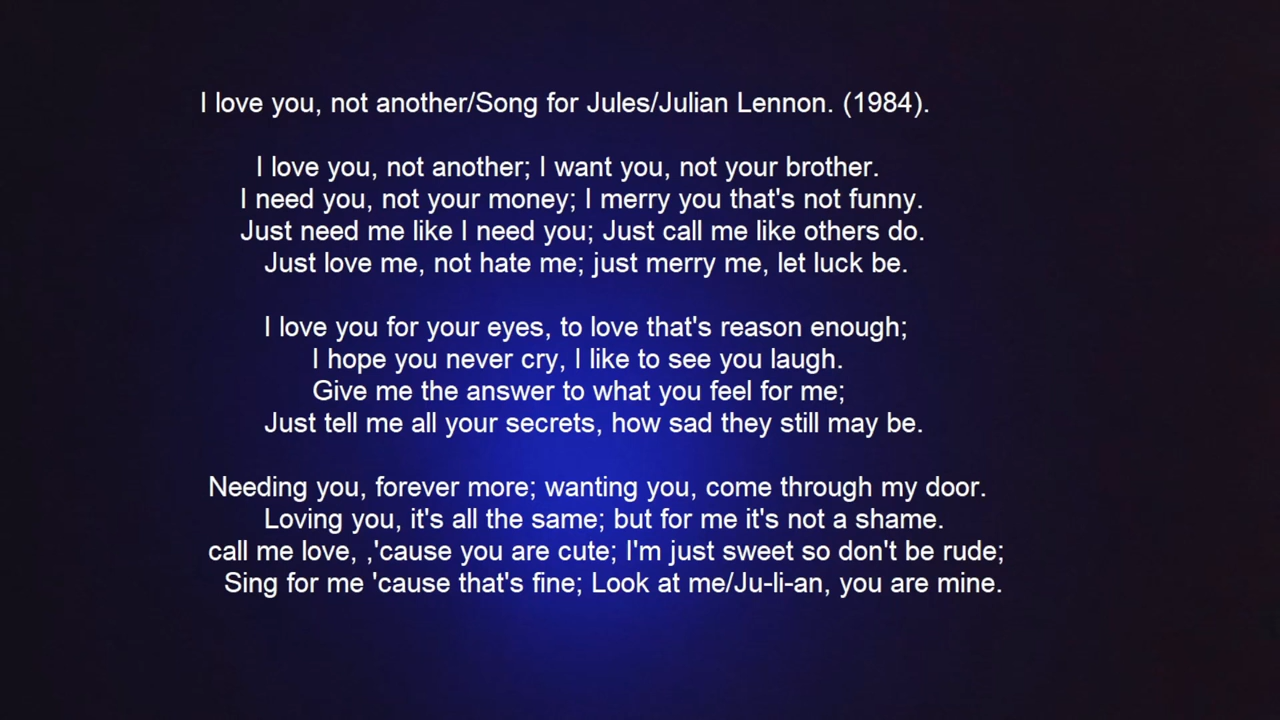 I love you, not another/Song for Jules/Julian Lennon. (1984).
I love you, not another; I want you, not your brother.
I need you, not your money; I merry you that's not funny.
Just need me like I need you; Just call me like others do.
Just love me, not hate me; just merry me, let luck be.
I love you for your eyes, to love that's reason enough;
I hope you never cry, I like to see you laugh.
Give me the answer to what you feel for me;
Just tell me all your secrets, how sad they still may be.
Needing you, forever more; wanting you, come through my door.
Loving you, it's all the same; but for me it's not a shame.
call me love, ,'cause you are cute; I'm just sweet so don't be rude;
Sing for me 'cause that's fine; Look at me/Ju-li-an, you are mine.